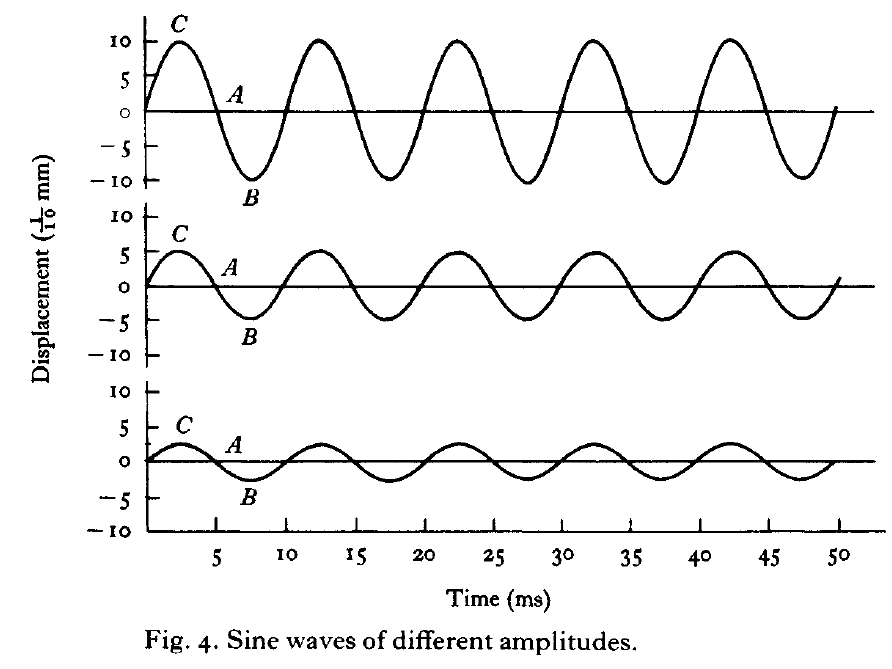 C
10
5
A
0
−5
−10
B
10
C
5
A
0
−5
B
−10
10
C
5
A
0
−5
B
−10
5 10 15 20 25 30 35 40 45 50
Displacement (1/10 mm)
Time (ms)
Fig. 4. Sine waves of different amplitudes.